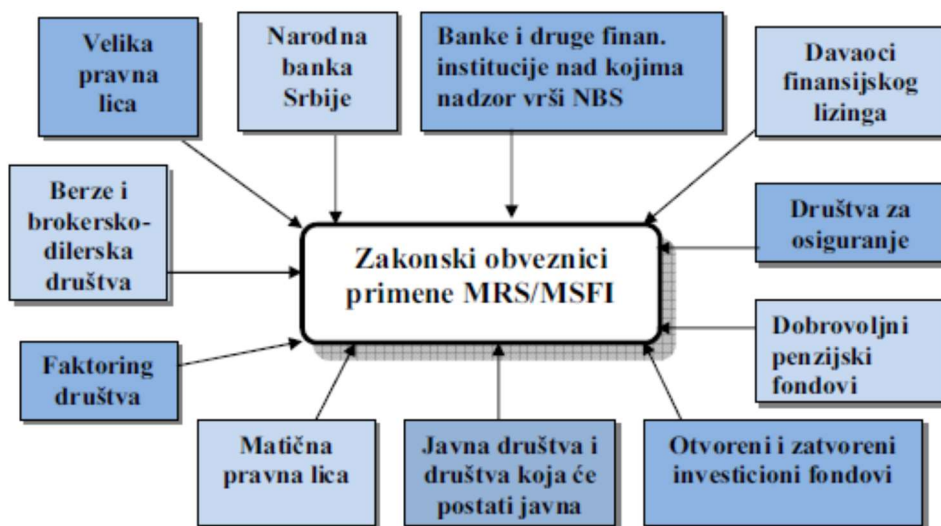 Velika
pravna
lica
Narodna
banka
Srbije
Banke i druge finan.
institucije nad kojima
nadzor vrši NBS
Davaoci
finansijskog
lizinga
Berze i
brokersko-
dilerska
društva
Zakonski obveznici
primene MRS/MSFI
Društva za
osiguranje
Faktoring
društva
Dobrovoljni
penzijski
fondovi
Matična
pravna lica
Javna društva i
društva koja će
postati javna
Otvoreni i zatvoreni
investicioni fondovi